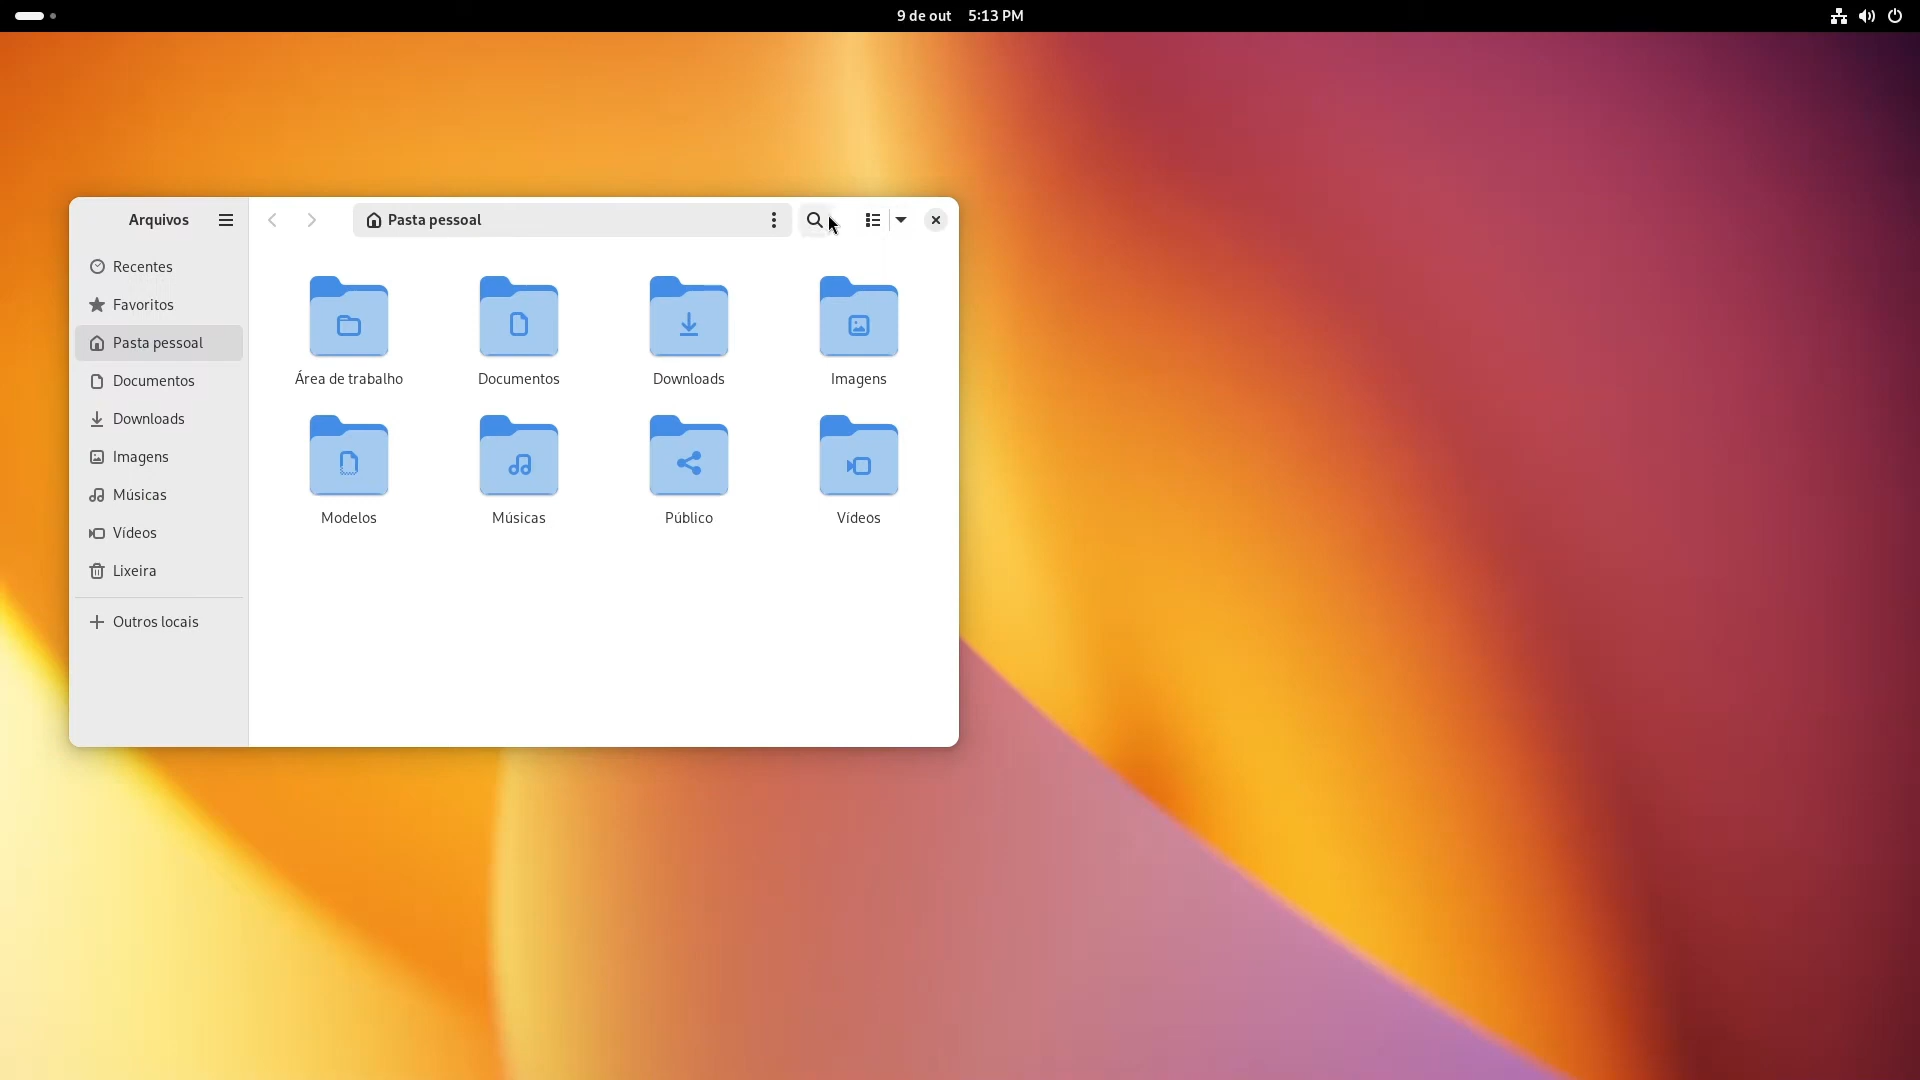 9 de out 5:13 PM
Arquivos
Pasta pessoal
Recentes
Favoritos
Pasta pessoal
Documentos
Downloads
Imagens
Músicas
Vídeos
Lixeira
Outros locais
Área de trabalho Documentos Downloads Imagens
Modelos Músicas Público Vídeos